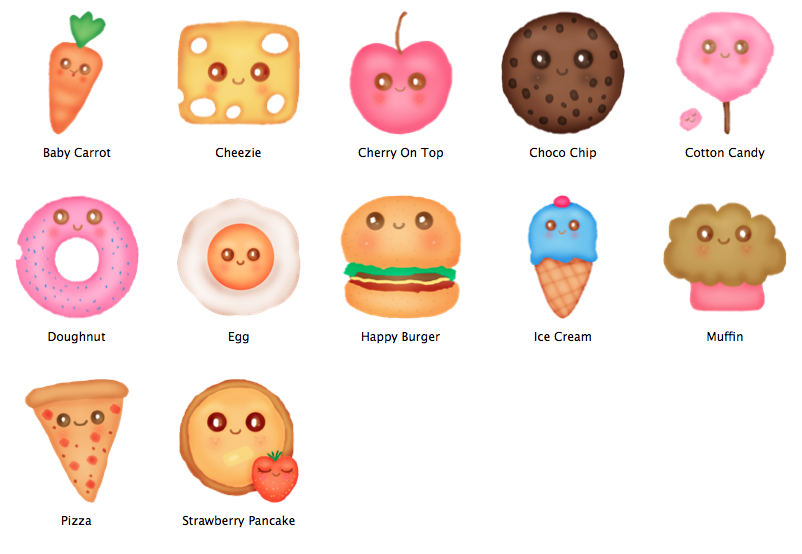 Baby Carrot
Cheezie
Cherry On Top
Choco Chip
Cotton Candy
Doughnut
Egg
Happy Burger
Ice Cream
Muffin
Pizza
Strawberry Pancake